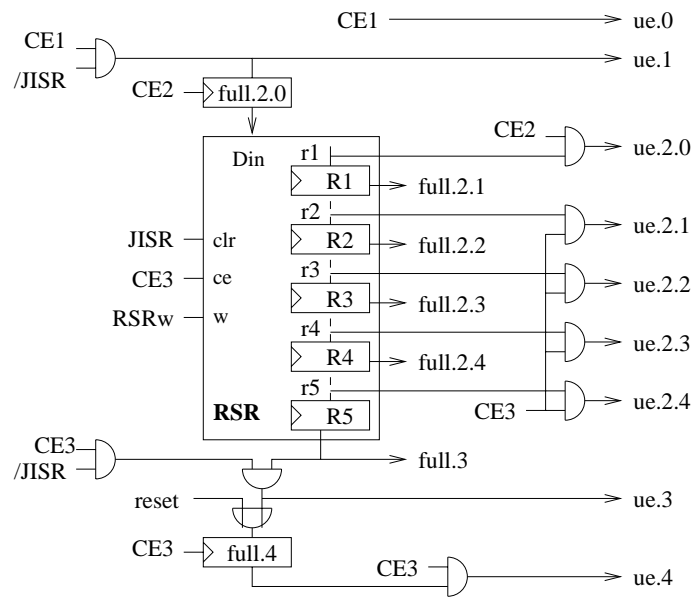 CE1 ue.0
CE1
/JISR ue.1
CE2 full.2.0
CE2 ue.2.0
Din r1
R1 full.2.1
r2 ue.2.1
JISR clr R2 full.2.2
CE3 ce r3 ue.2.2
R3 full.2.3
RSRw w r4 ue.2.3
R4 full.2.4
r5 ue.2.4
RSR R5 CE3
CE3
/JISR full.3
reset ue.3
CE3 full.4
CE3 ue.4